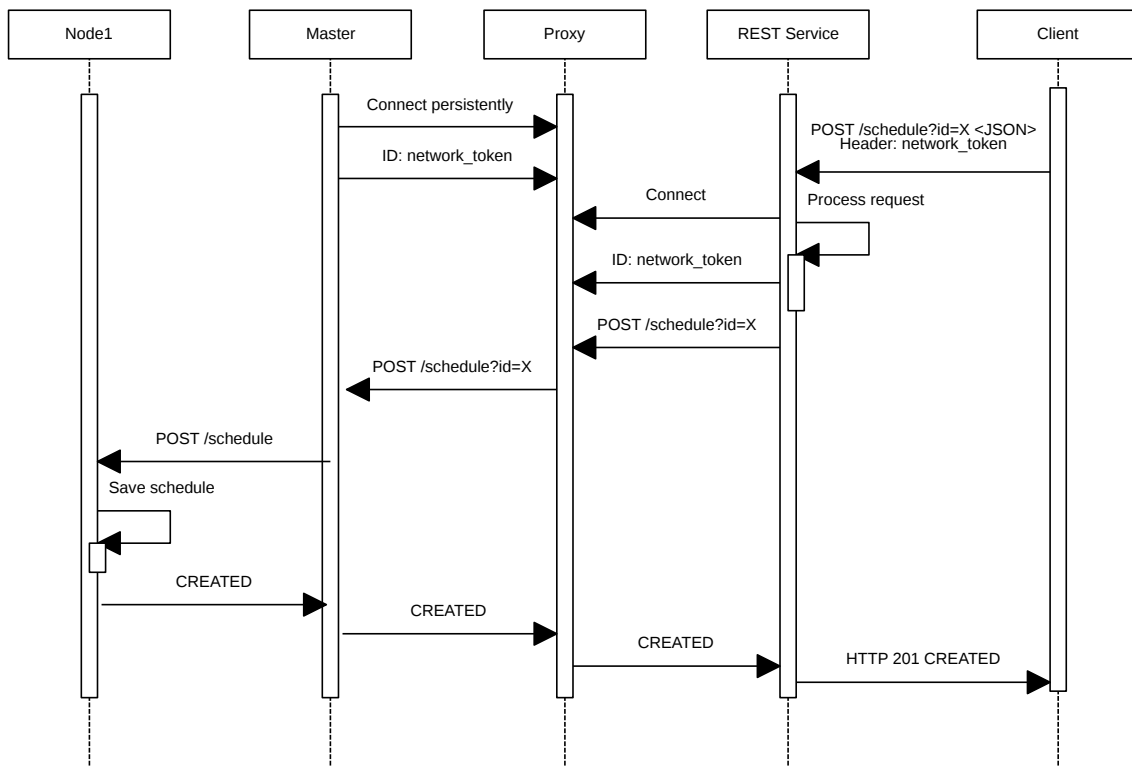 Node1
Master
Proxy
REST Service
Client
Connect persistently
POST /schedule?id=X <JSON>
Header: network_token
ID: network_token
Connect
Process request
ID: network_token
POST /schedule?id=X
POST /schedule?id=X
POST /schedule
Save schedule
CREATED
CREATED
CREATED
HTTP 201 CREATED